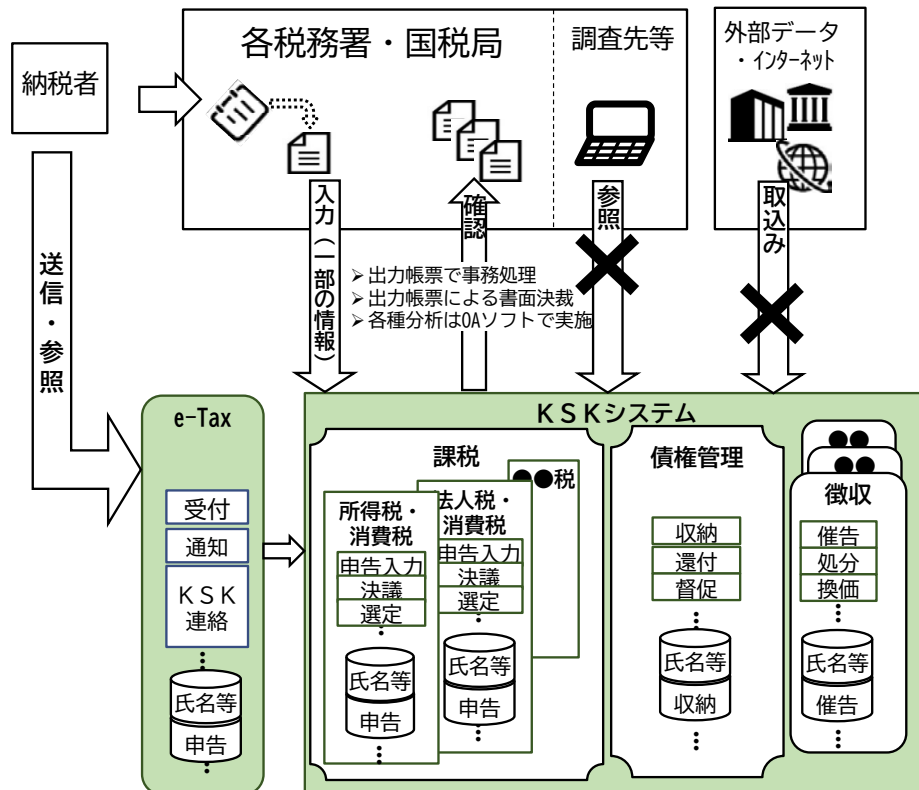 納税者
各税務署・国税局
調査先等
外部データ
・インターネット
送信・参照
入力（一部の情報）
確認
参照
取込み
➢出力帳票で事務処理
➢出力帳票による書面決裁
➢各種分析はOAソフトで実施
e-Tax
受付
通知
ＫＳＫ
連絡
氏名等
申告
ＫＳＫシステム
課税
所得税・
消費税
申告入力
決議
選定
氏名等
申告
法人税・
消費税
申告入力
決議
選定
氏名等
申告
●●税
債権管理
収納
還付
督促
氏名等
収納
●●
●●
徴収
催告
処分
換価
氏名等
催告